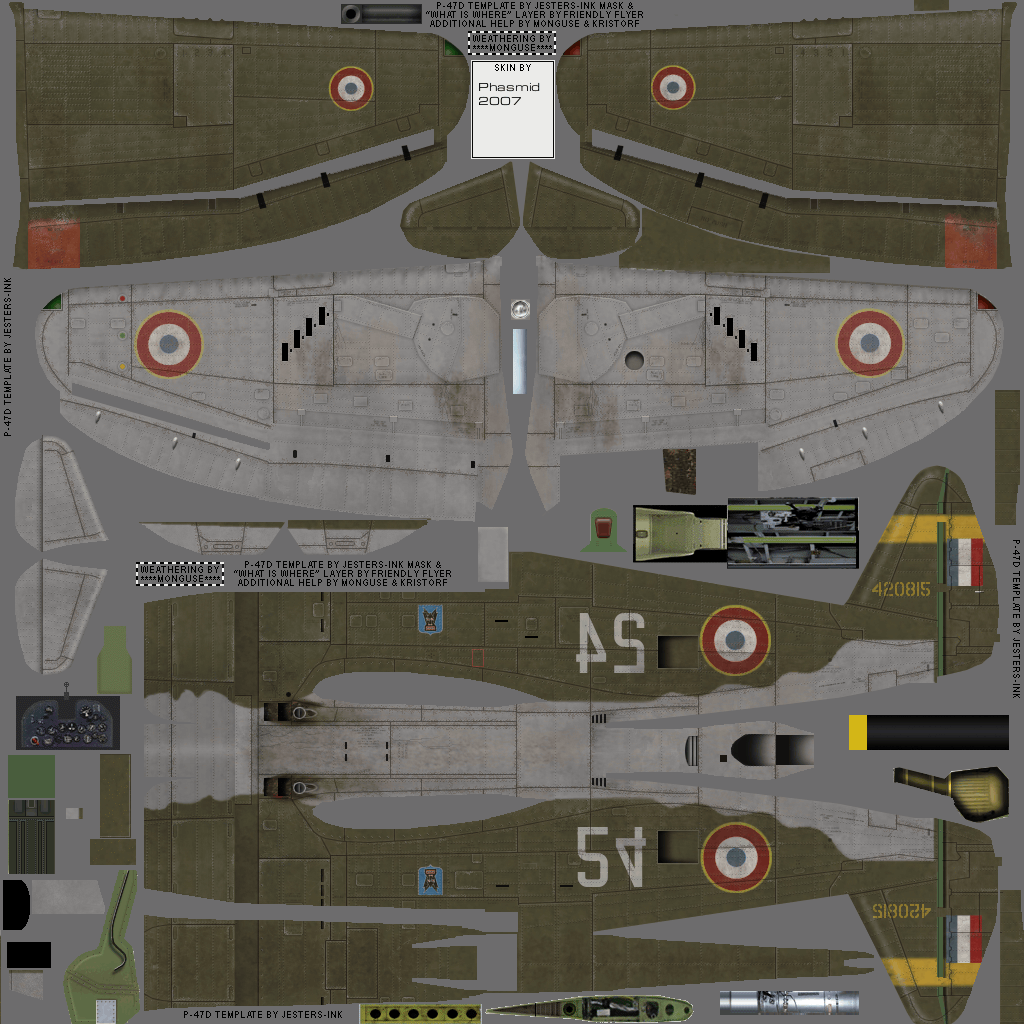 P-47D TEMPLATE BY JESTERS-INK MASK &
"WHAT IS WHERE" LAYER BY FRIENDLY FLYER
ADDITIONAL HELP BY MONGUSE & KRISTORF
WEATHERING BY
****MONGUSE****
SKIN BY
Phasmid
2007
P-47D TEMPLATE BY JESTERS-INK
P-47D TEMPLATE BY JESTERS-INK
WEATHERING BY
****MONGUSE****
P-47D TEMPLATE BY JESTERS-INK MASK &
"WHAT IS WHERE" LAYER BY FRIENDLY FLYER
ADDITIONAL HELP BY MONGUSE & KRISTORF
420815
54
54
420815
P-47D TEMPLATE BY JESTERS-INK